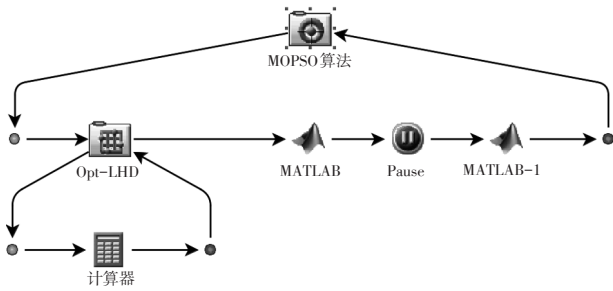 MOPSO算法
Opt-LHD
MATLAB
Pause
MATLAB-1
计算器